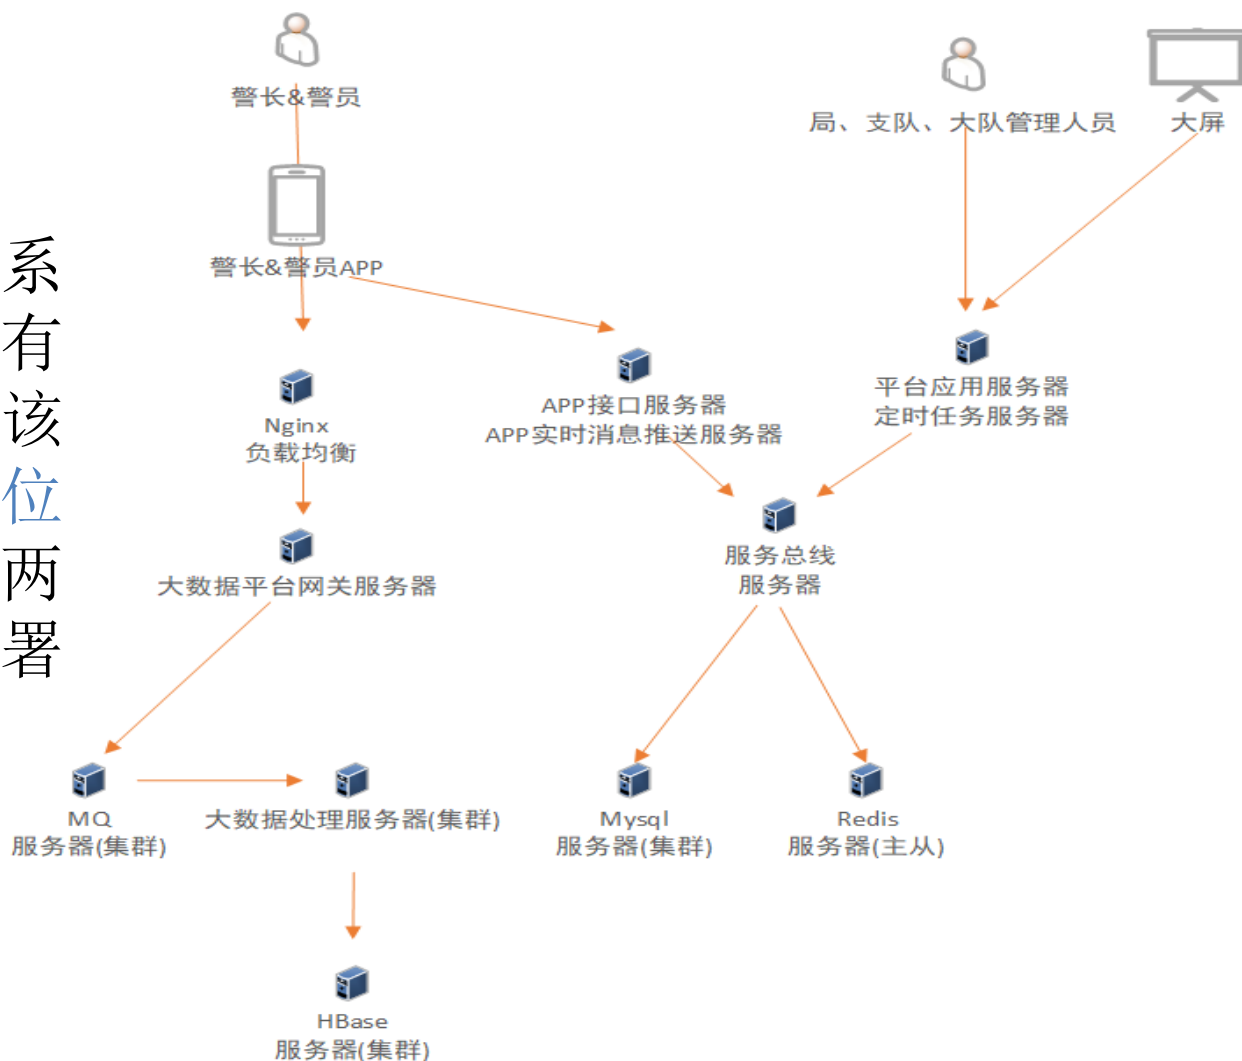 警长&警员
局、支队、大队管理人员
大屏
警长&警员APP
系
有
该
位
两
署
Nginx
负载均衡
APP接口服务器
APP实时消息推送服务器
平台应用服务器
定时任务服务器
大数据平台网关服务器
服务总线
服务器
MQ
服务器(集群)
大数据处理服务器(集群)
Mysql
服务器(集群)
Redis
服务器(主从)
HBase
服务器(集群)